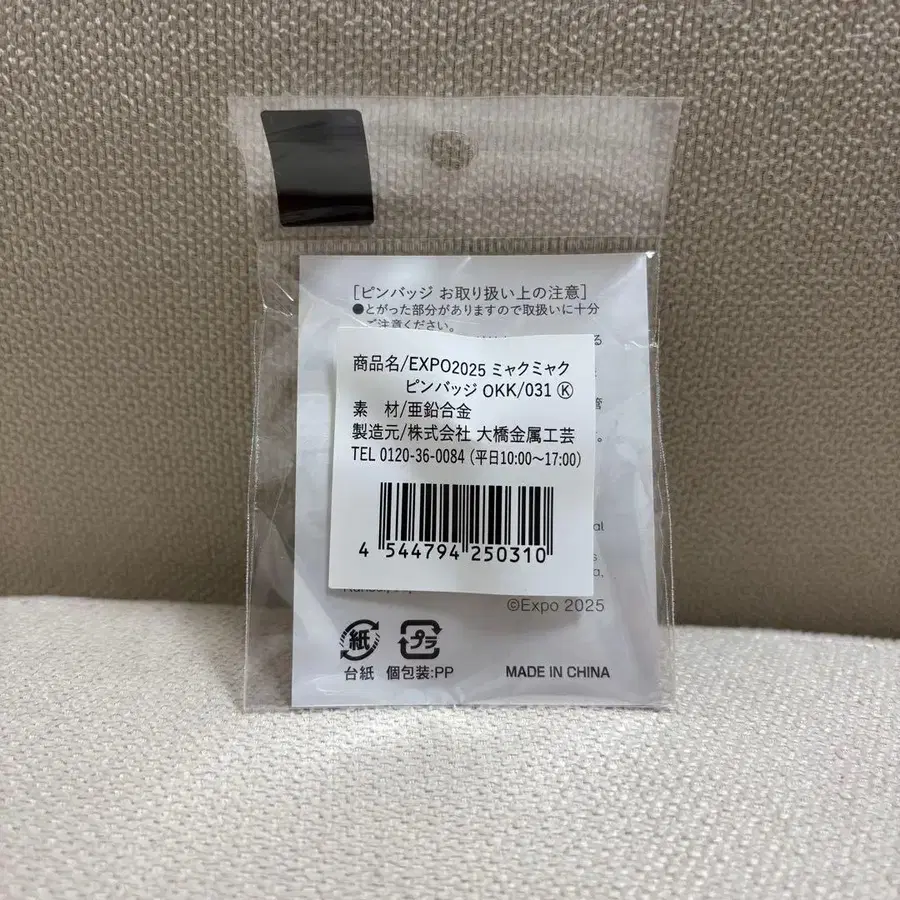 [ピンバッジ お取り扱い上の注意]
●とがった部分がありますので取扱いに十分
ご注意ください。
る
管
。
商品名/EXPO2025 ミャクミャク
ピンバッジ OKK/031 Ⓚ
素　材/亜鉛合金
製造元/株式会社 大橋金属工芸
TEL 0120-36-0084 (平日10:00～17:00)
4 544794 250310
al
s
a,
©Expo 2025
紙
プラ
台紙 個包装:PP
MADE IN CHINA